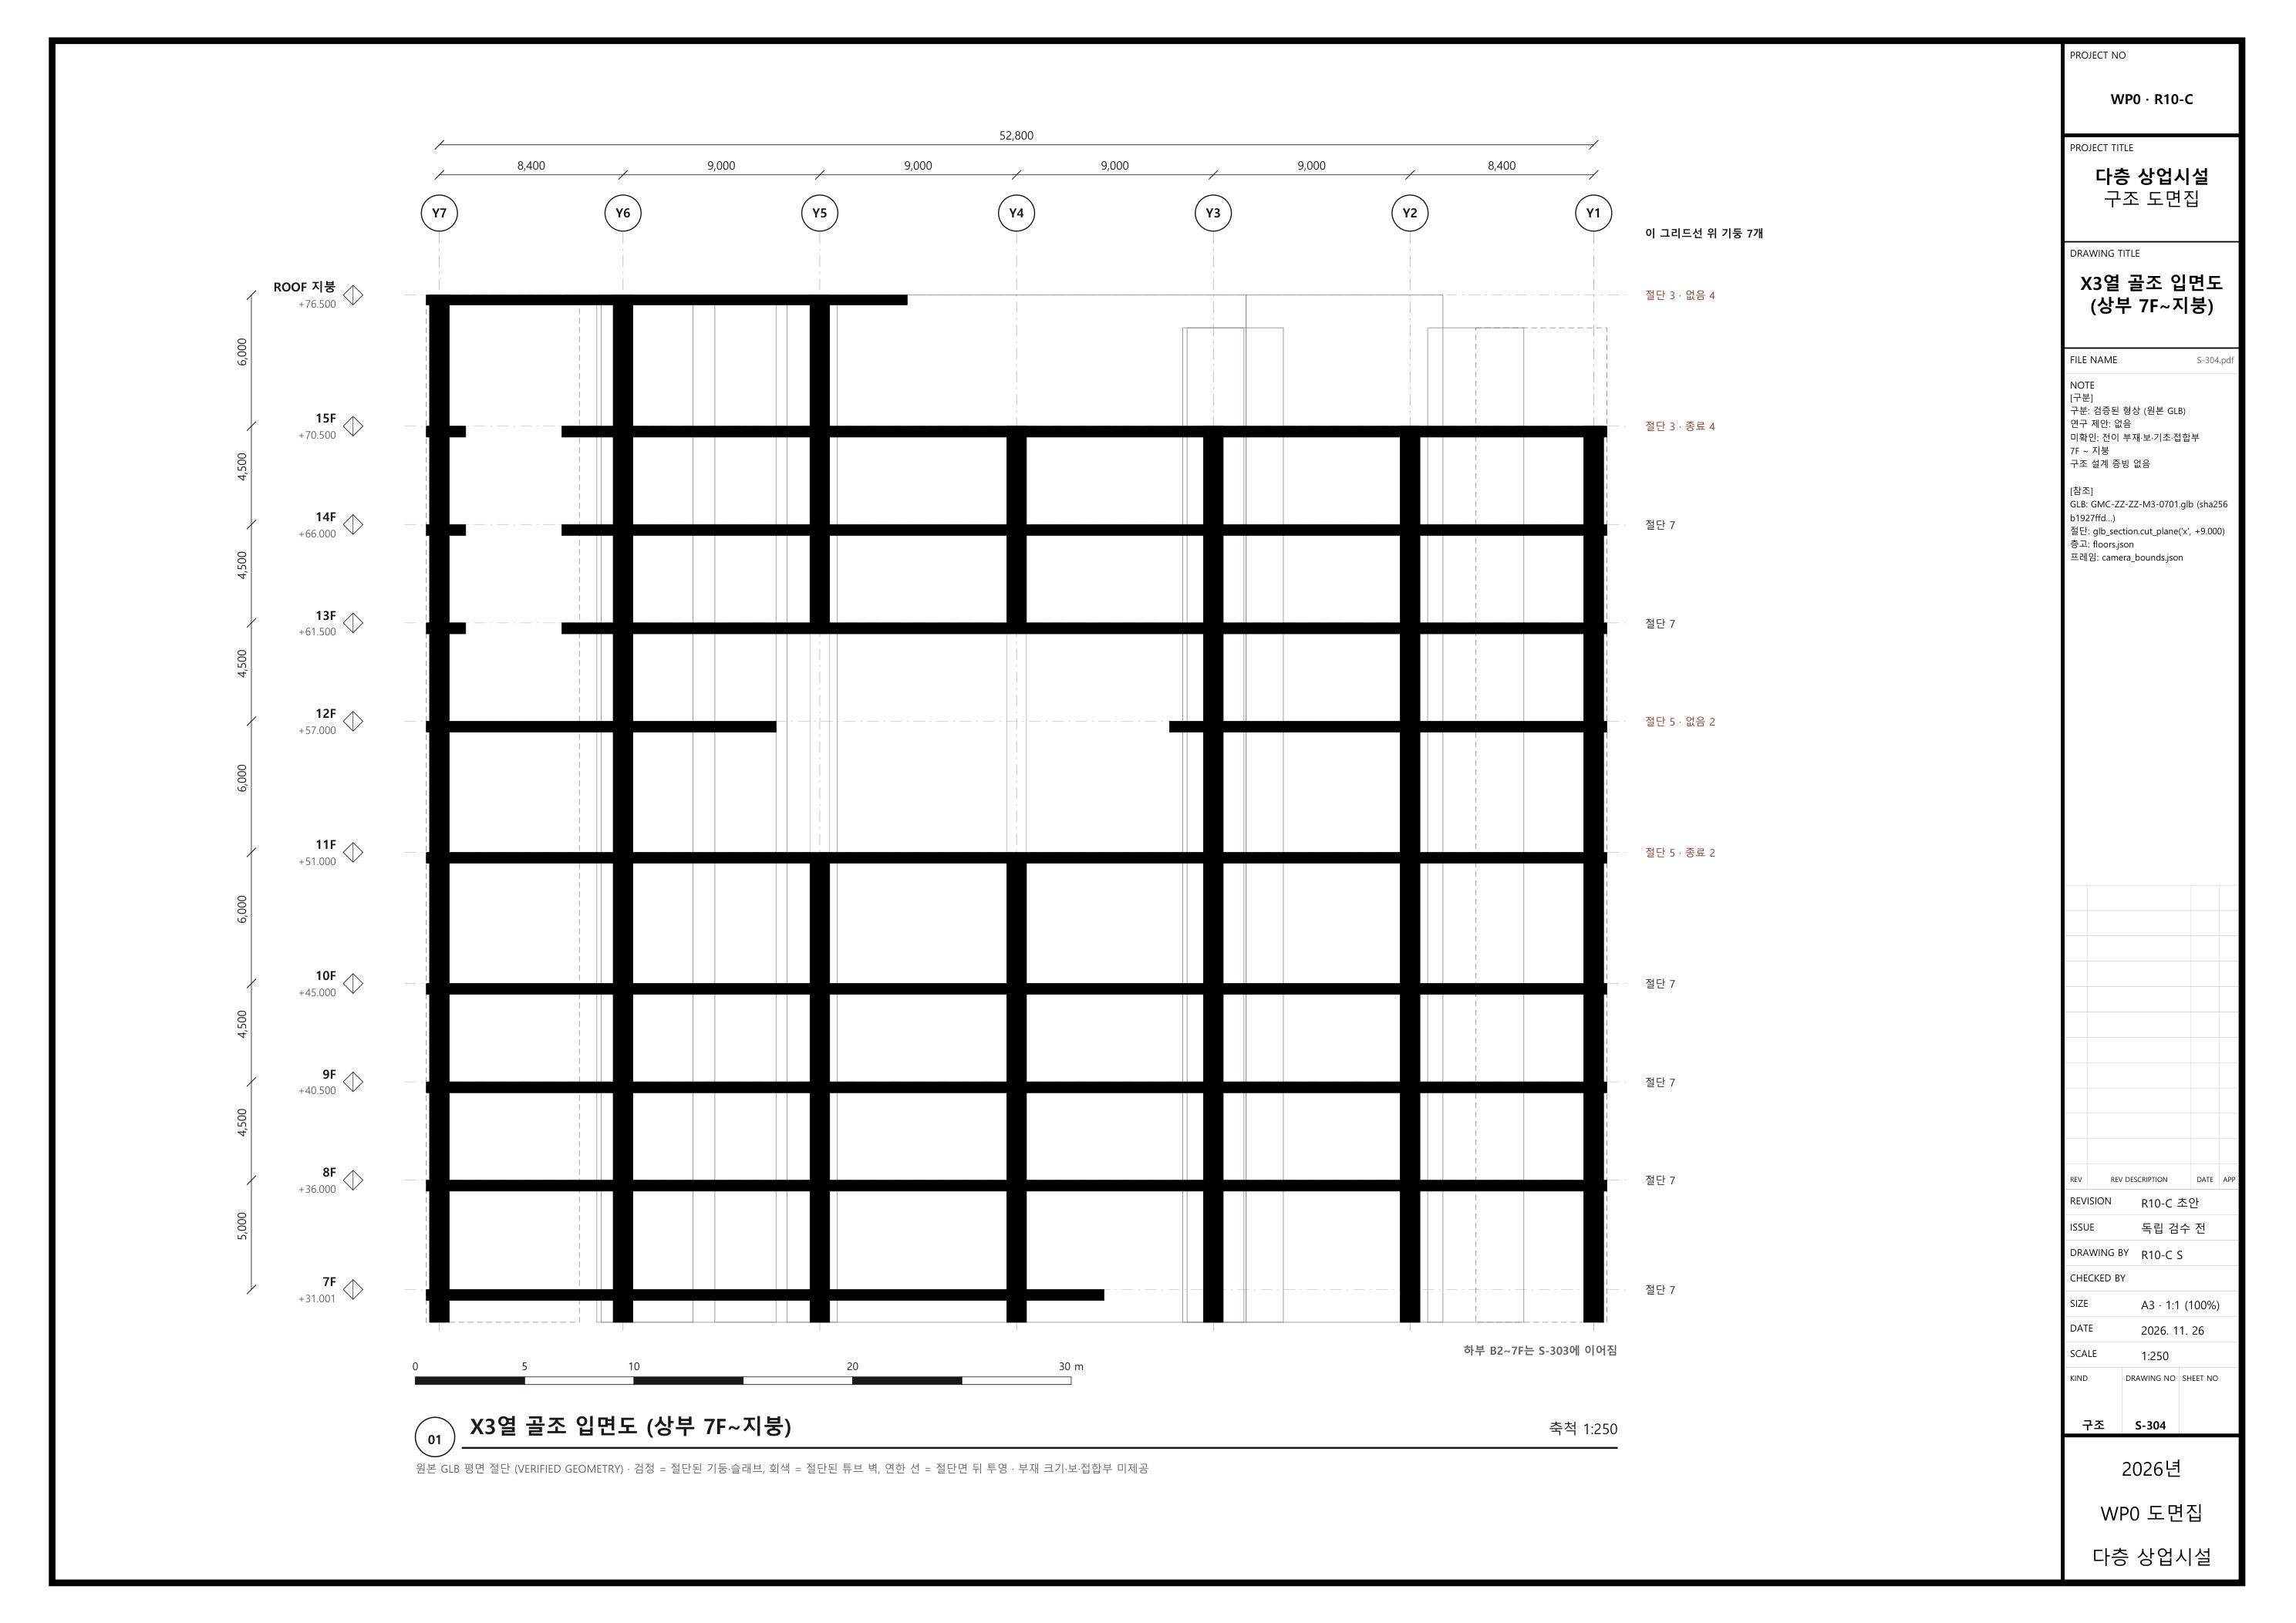 52,800
8,400
9,000
9,000
9,000
9,000
8,400
Y7
Y6
Y5
Y4
Y3
Y2
Y1
이 그리드선 위 기둥 7개
ROOF 지붕
+76.500
절단 3 · 없음 4
6,000
15F
+70.500
절단 3 · 종료 4
4,500
14F
+66.000
절단 7
4,500
13F
+61.500
절단 7
4,500
12F
+57.000
절단 5 · 없음 2
6,000
11F
+51.000
절단 5 · 종료 2
6,000
10F
+45.000
절단 7
4,500
9F
+40.500
절단 7
4,500
8F
+36.000
절단 7
5,000
7F
+31.001
절단 7
하부 B2~7F는 S-303에 이어짐
0
5
10
20
30 m
01
X3열 골조 입면도 (상부 7F~지붕)
축척 1:250
원본 GLB 평면 절단 (VERIFIED GEOMETRY) · 검정 = 절단된 기둥·슬래브, 회색 = 절단된 튜브 벽, 연한 선 = 절단면 뒤 투영 · 부재 크기·보·접합부 미제공
PROJECT NO
WP0 · R10-C
PROJECT TITLE
다층 상업시설
구조 도면집
DRAWING TITLE
X3열 골조 입면도
(상부 7F~지붕)
FILE NAME
S-304.pdf
NOTE
[구분]
구분: 검증된 형상 (원본 GLB)
연구 제안: 없음
미확인: 전이 부재·보·기초·접합부
7F ~ 지붕
구조 설계 증빙 없음
[참조]
GLB: GMC-ZZ-ZZ-M3-0701.glb (sha256
b1927ffd…)
절단: glb_section.cut_plane('x', +9.000)
층고: floors.json
프레임: camera_bounds.json
REV
REV DESCRIPTION
DATE
APP
REVISION
R10-C 초안
ISSUE
독립 검수 전
DRAWING BY
R10-C S
CHECKED BY
SIZE
A3 · 1:1 (100%)
DATE
2026. 11. 26
SCALE
1:250
KIND
DRAWING NO
SHEET NO
구조
S-304
2026년
WP0 도면집
다층 상업시설